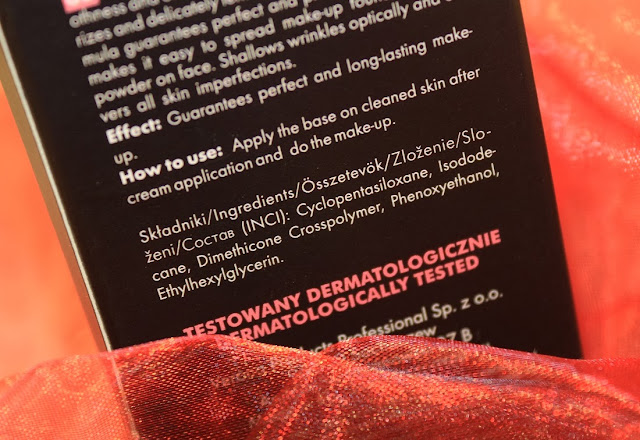 othness and
rizes and delicately
mula guarantees perfect and
makes it easy to spread make-up
powder on face. Shallows wrinkles optically and
vers all skin imperfections.
Effect: Guarantees perfect and long-lasting make-
up.
How to use: Apply the base on cleaned skin after
cream application and do the make-up.
Składniki/Ingredients/Összetevök/Zloženie/Slo-
ženi/Состав (INCI): Cyclopentasiloxane, Isodode-
cane, Dimethicone Crosspolymer, Phenoxyethanol,
Ethylhexylglycerin.
TESTOWANY DERMATOLOGICZNIE
DERMATOLOGICALLY TESTED
Professional Sp. z o.o.